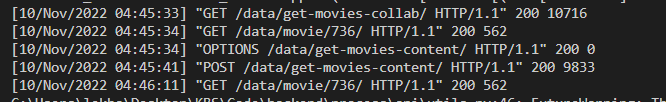 [10/Nov/2022 04:45:33] "GET /data/get-movies-collab/ HTTP/1.1" 200 10716
[10/Nov/2022 04:45:34] "GET /data/movie/736/ HTTP/1.1" 200 562
[10/Nov/2022 04:45:34] "OPTIONS /data/get-movies-content/ HTTP/1.1" 200 0
[10/Nov/2022 04:45:41] "POST /data/get-movies-content/ HTTP/1.1" 200 9833
[10/Nov/2022 04:46:11] "GET /data/movie/736/ HTTP/1.1" 200 562